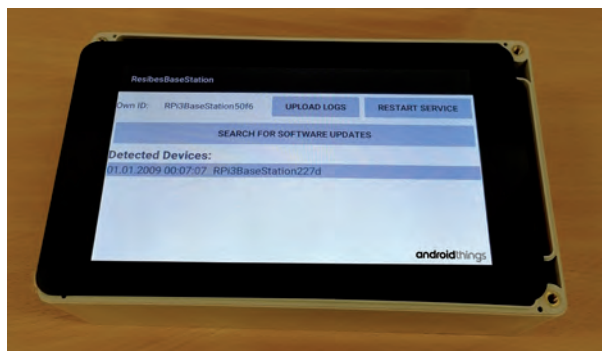 ResibesBaseStation
Own ID: RPi3BaseStation50f6 UPLOAD LOGS RESTART SERVICE
SEARCH FOR SOFTWARE UPDATES
Detected Devices:
01.01.2009 00:07:07 RPi3BaseStation227d
androidthings